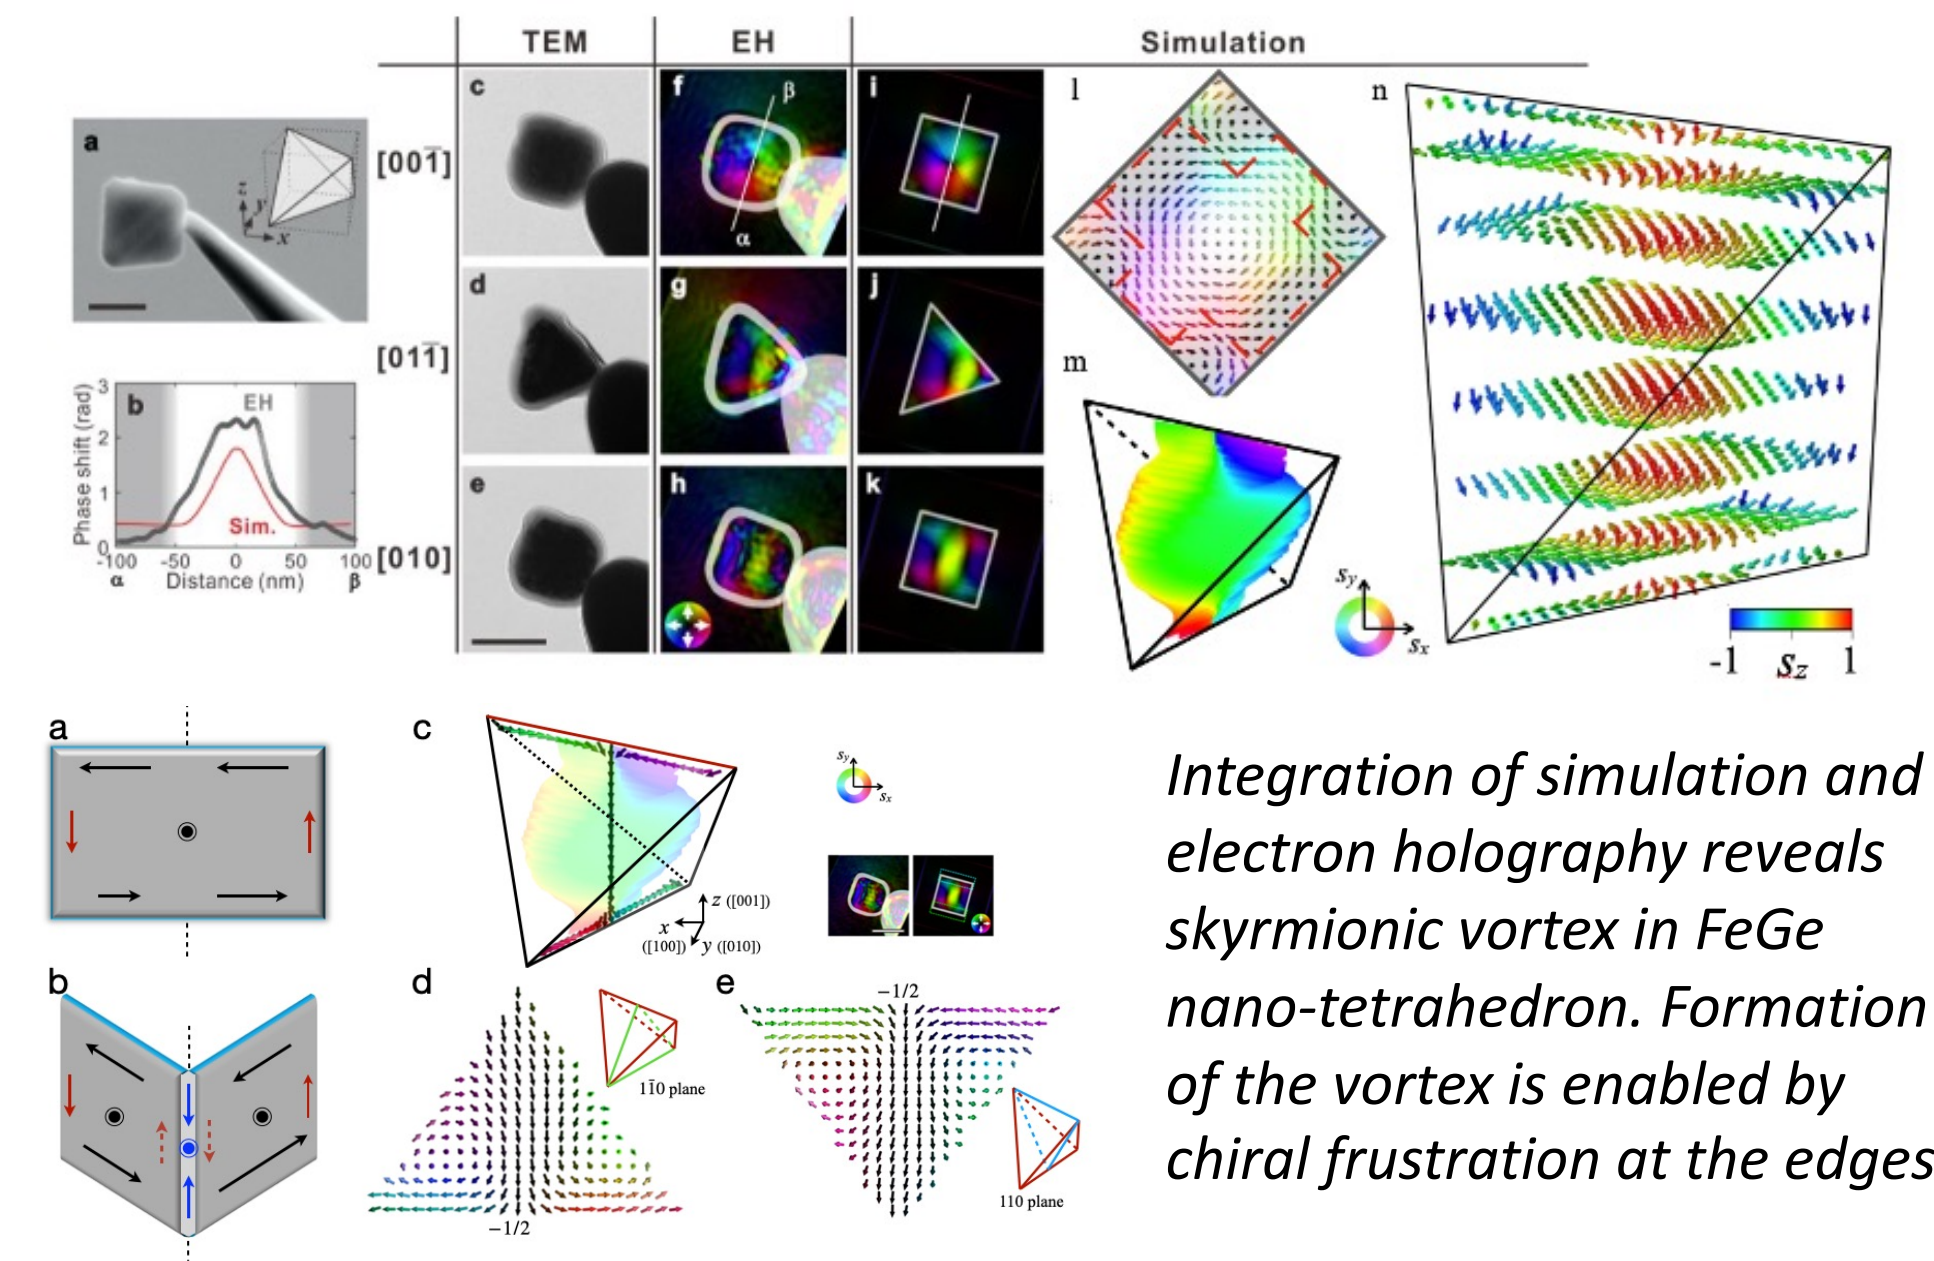 TEM
EH
Simulation
a
z
y
x
[001̅]
c
f
β
α
i
l
n
[011̅]
d
g
j
m
b
EH
Sim.
Phase shift (rad)
3
2
1
0
-100
-50
0
50
100
α
Distance (nm)
β
[010]
e
h
k
sy
sx
-1
sz
1
a
b
c
z ([001])
x
([100])
y ([010])
sy
sx
d
11̅0 plane
−1/2
e
−1/2
110 plane
Integration of simulation and
electron holography reveals
skyrmionic vortex in FeGe
nano-tetrahedron. Formation
of the vortex is enabled by
chiral frustration at the edges